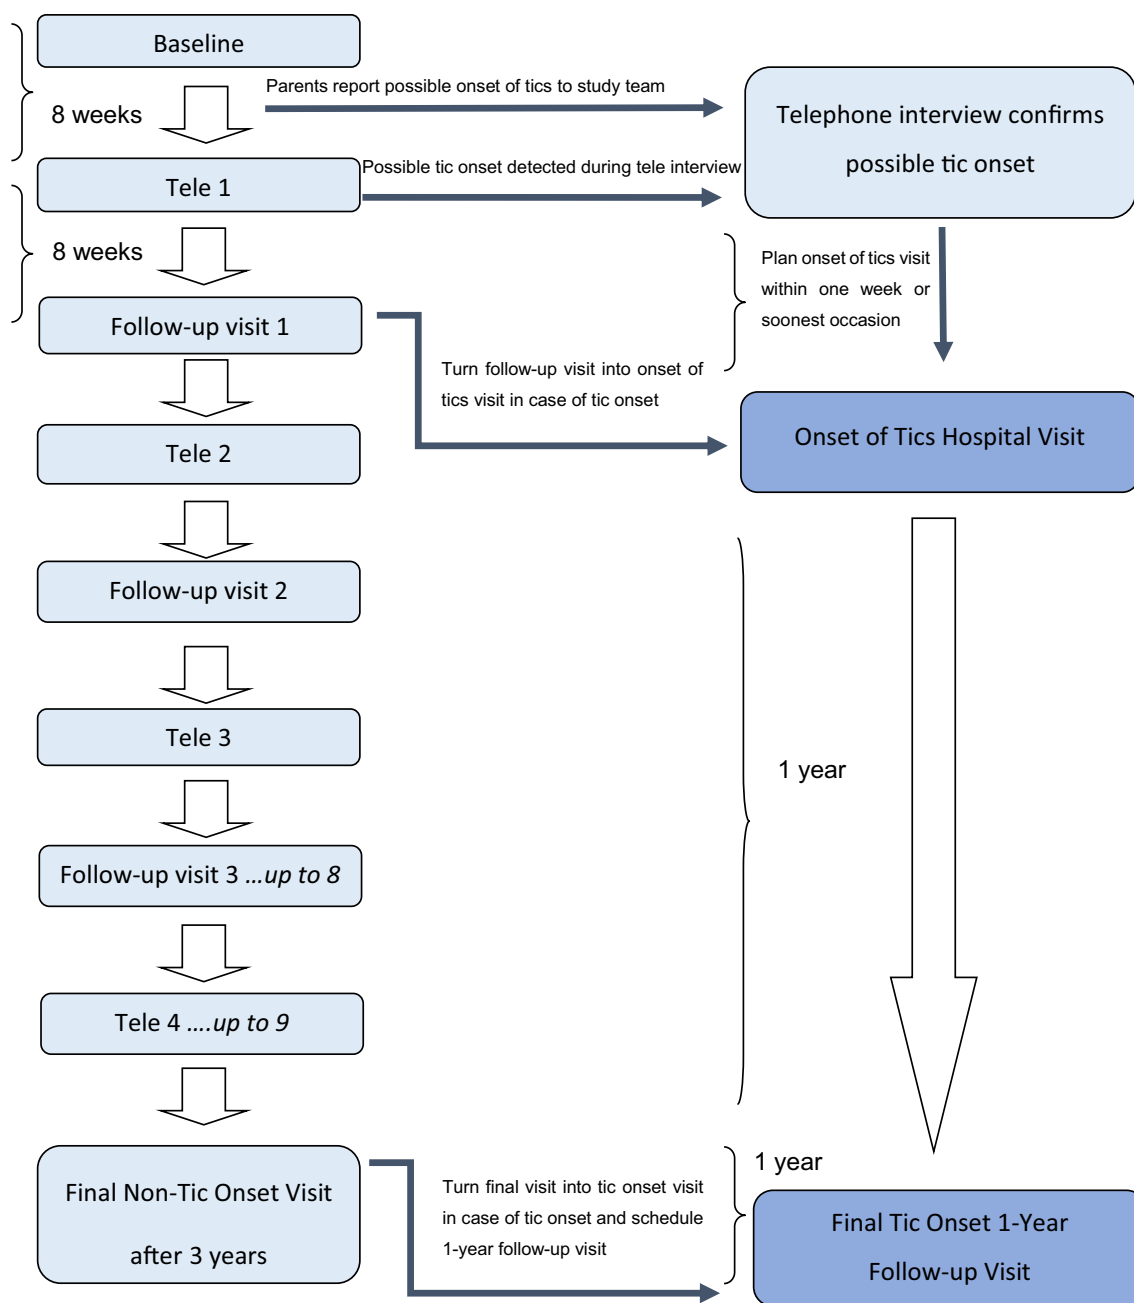 Baseline
8 weeks
Parents report possible onset of tics to study team
Telephone interview confirms
possible tic onset
Tele 1
Possible tic onset detected during tele interview
8 weeks
Plan onset of tics visit
within one week or
soonest occasion
Follow-up visit 1
Turn follow-up visit into onset of
tics visit in case of tic onset
Onset of Tics Hospital Visit
Tele 2
Follow-up visit 2
Tele 3
1 year
Follow-up visit 3 ...up to 8
Tele 4 ....up to 9
Final Non-Tic Onset Visit
after 3 years
Turn final visit into tic onset visit
in case of tic onset and schedule
1-year follow-up visit
1 year
Final Tic Onset 1-Year
Follow-up Visit